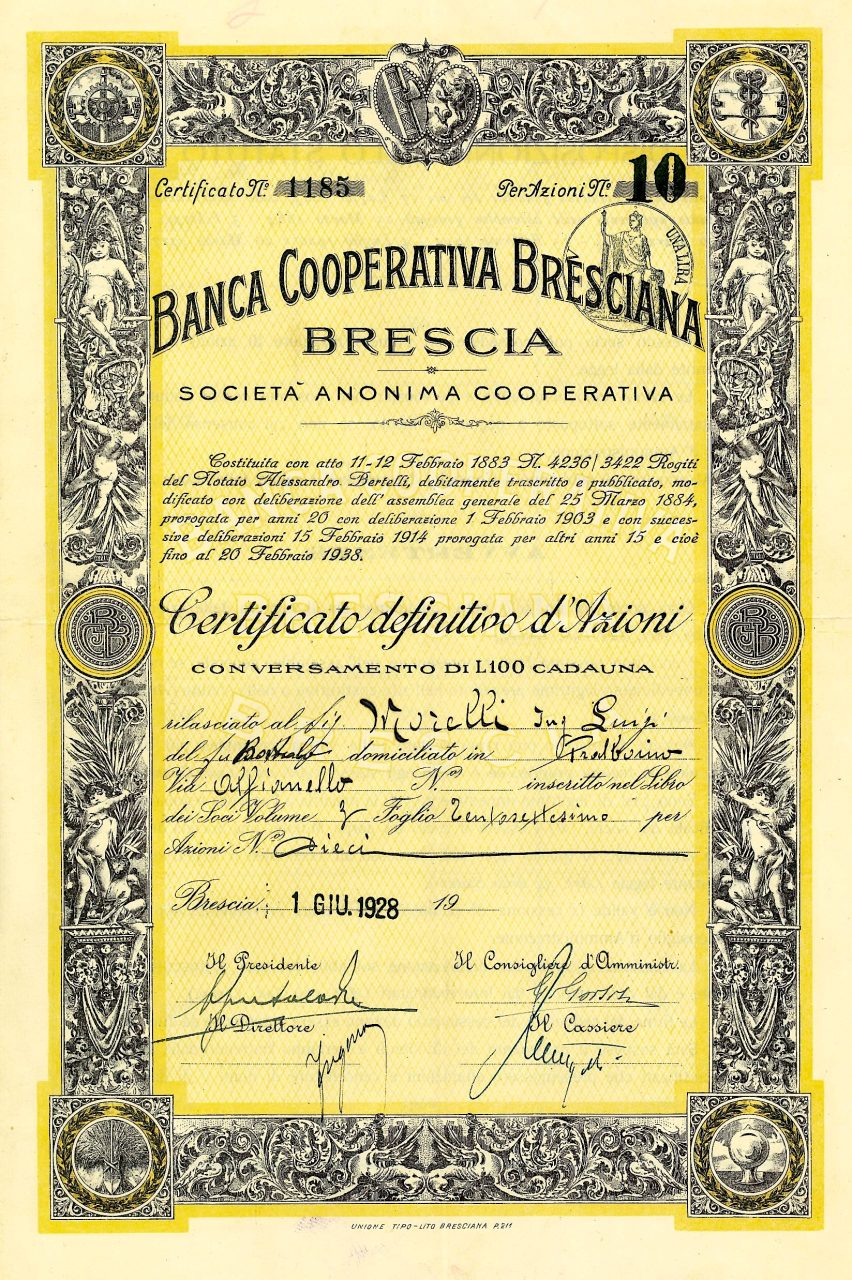 Certificato N.º 1185 Per Azioni N.º 10
UNA LIRA
BANCA COOPERATIVA BRESCIANA
BRESCIA
SOCIETÀ ANONIMA COOPERATIVA
Costituita con atto 11-12 Febbraio 1883 N. 4236/3422 Rogiti
del Notaio Alessandro Bertelli, debitamente trascritto e pubblicato, mo-
dificato con deliberazione dell'assemblea generale del 25 Marzo 1884,
prorogata per anni 20 con deliberazione 1 Febbraio 1903 e con succes-
sive deliberazioni 15 Febbraio 1914 prorogata per altri anni 15 e cioè
fino al 20 Febbraio 1938.
Certificato definitivo d'Azioni
CON VERSAMENTO DI L.100 CADAUNA
rilasciato al Sig. Morelli Ing Luigi
del fu domiciliato in
Via Offianello N.º inscritto nel Libro
dei Soci Volume Foglio per
Azioni N.º Dieci
Brescia, 1 GIU. 1928 19
Il Presidente Il Consigliere d'Amministr.
Il Direttore Il Cassiere
UNIONE TIPO-LITO BRESCIANA P. 211